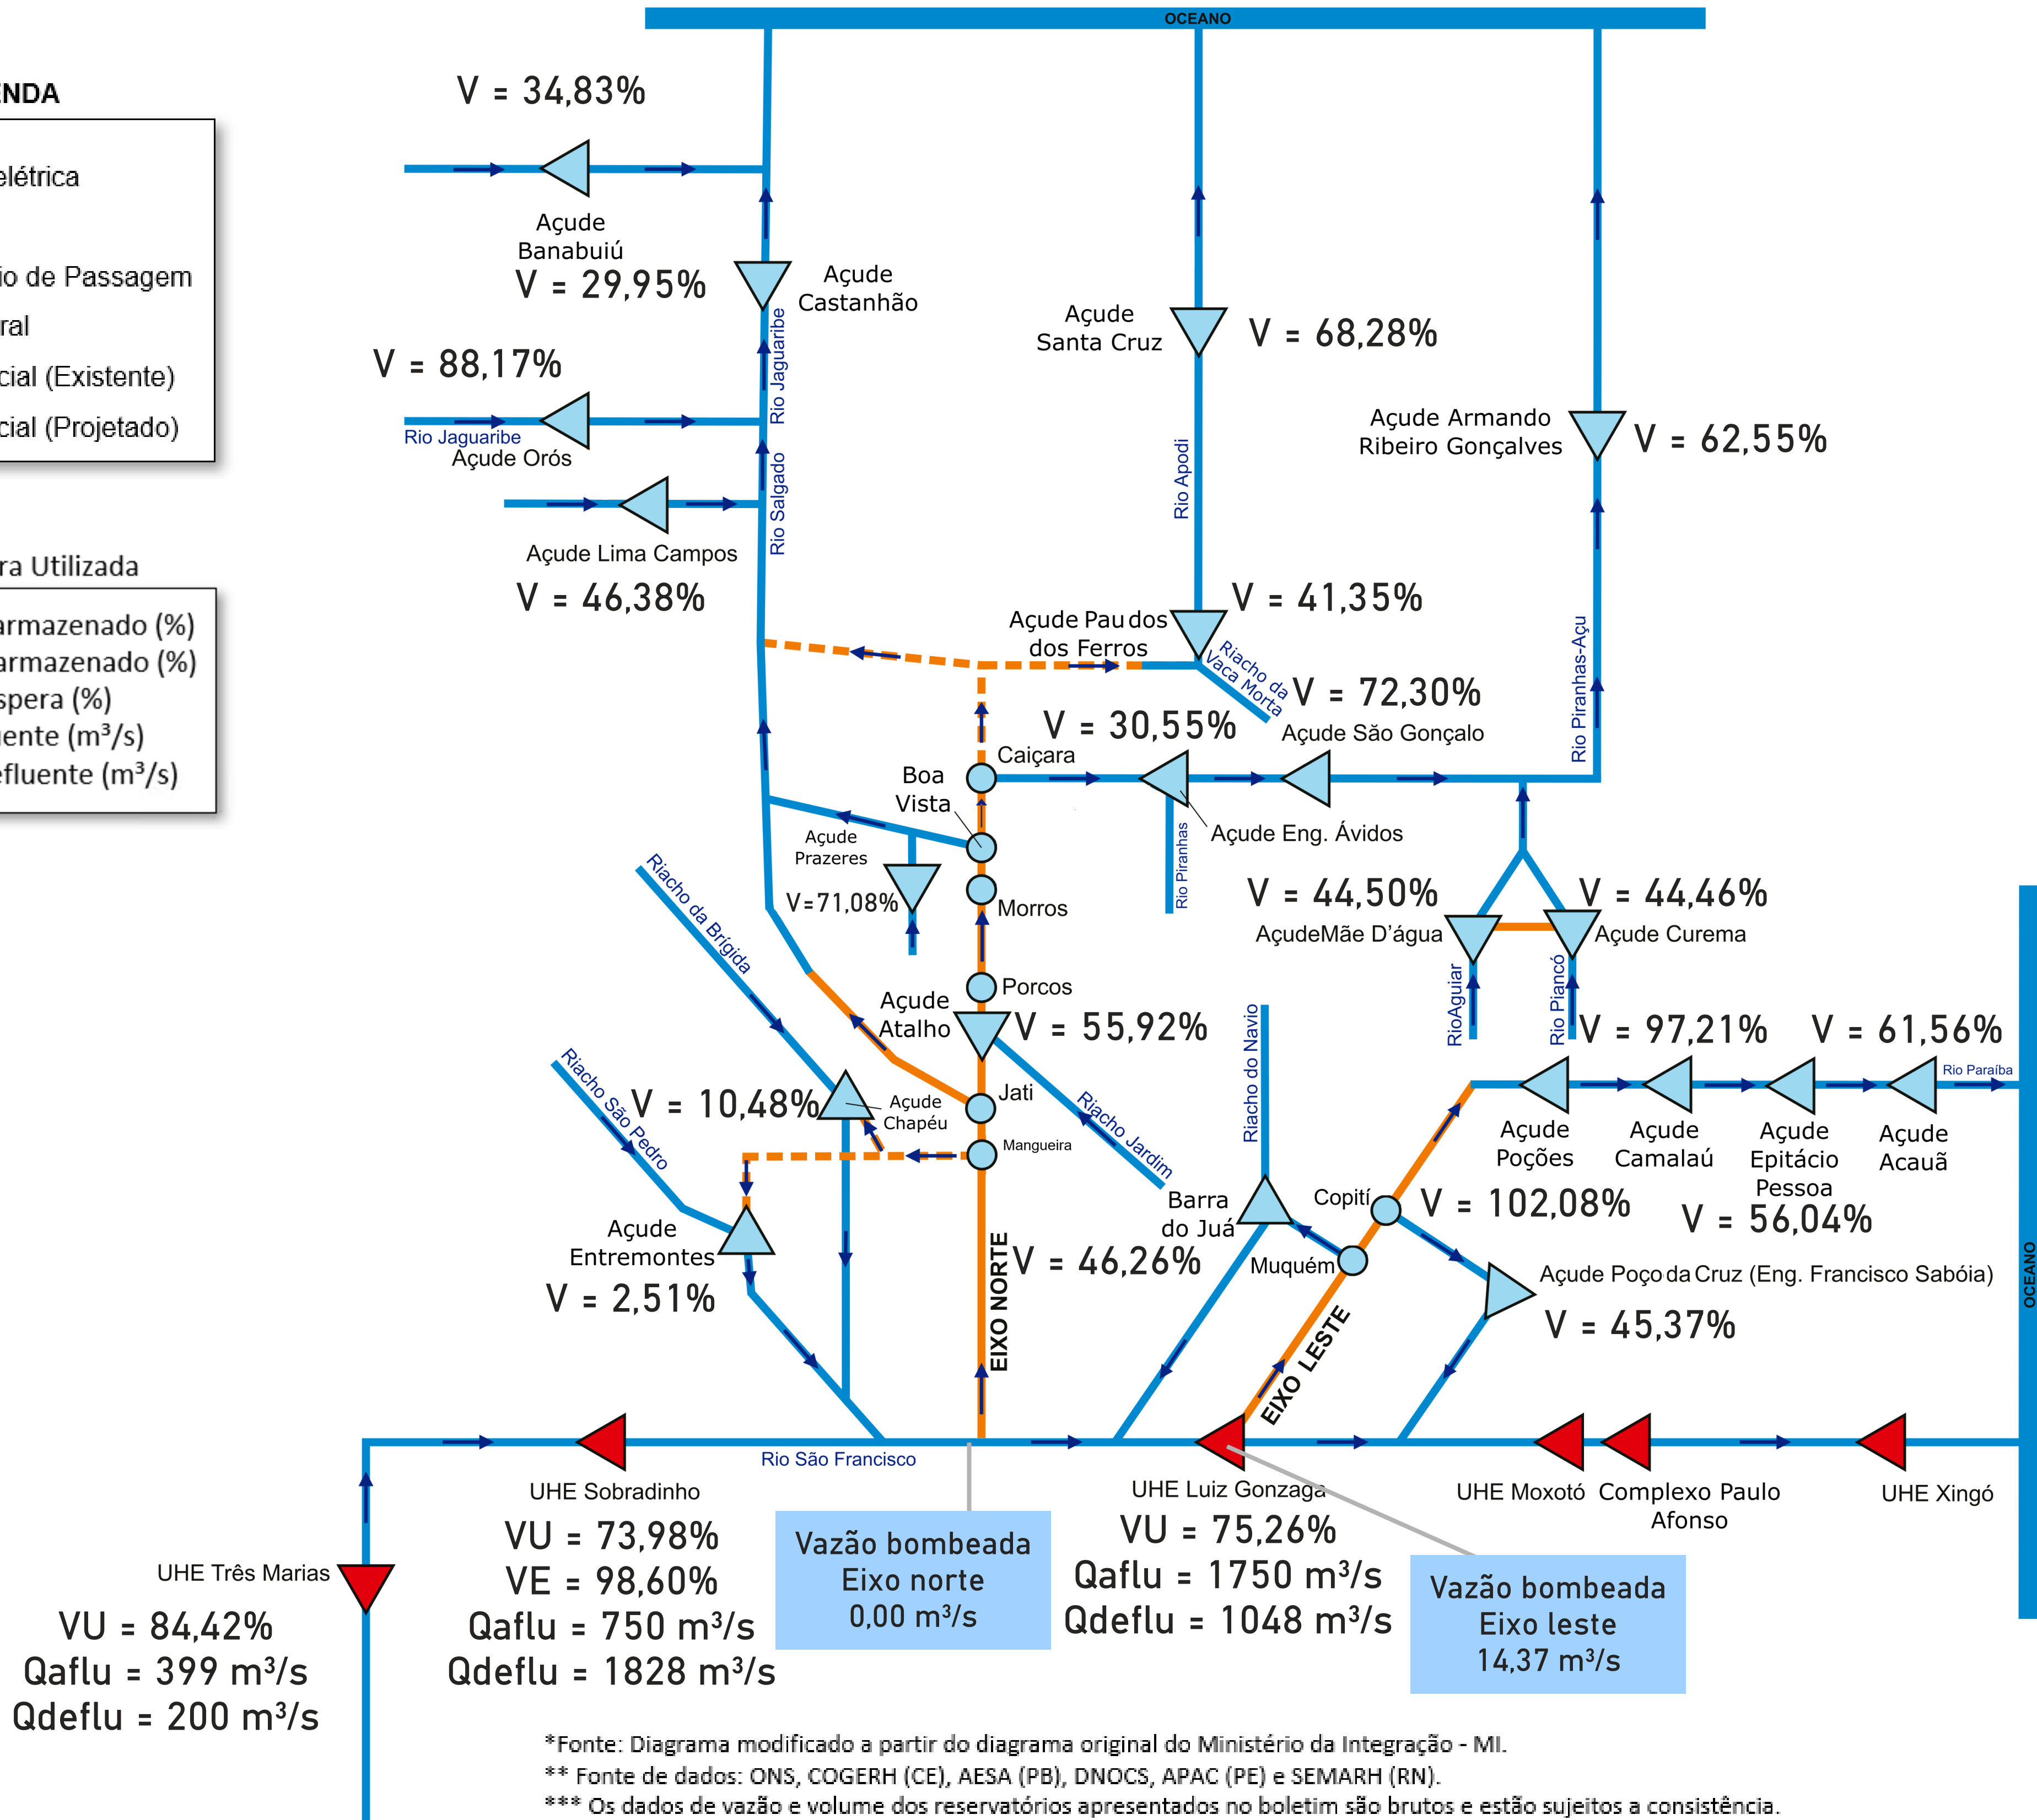 OCEANO
V = 34,83%
ENDA
elétrica
io de Passagem
ral
cial (Existente)
cial (Projetado)
Açude
Banabuiú
V = 29,95%
Açude
Castanhão
V = 88,17%
Rio Jaguaribe
Rio Jaguaribe
Açude Orós
Rio Salgado
Açude Lima Campos
V = 46,38%
Açude
Santa Cruz
V = 68,28%
Rio Apodi
Açude Armando
Ribeiro Gonçalves
V = 62,55%
Rio Piranhas-Açu
ra Utilizada
armazenado (%)
armazenado (%)
spera (%)
uente (m³/s)
efluente (m³/s)
V = 41,35%
Açude Pau dos
dos Ferros
Riacho da
Vaca Morta
V = 72,30%
Açude São Gonçalo
V = 30,55%
Caiçara
Boa
Vista
Açude Eng. Ávidos
Rio Piranhas
Açude
Prazeres
V=71,08%
Morros
Riacho da Brígida
V = 44,50%
AçudeMãe D'água
V = 44,46%
Açude Curema
RioAguiar
Rio Piancó
Porcos
Açude
Atalho
V = 55,92%
Riacho São Pedro
V = 10,48%
Açude
Chapéu
Jati
Mangueira
Riacho Jardim
Riacho do Navio
V = 97,21%
V = 61,56%
Rio Paraíba
Açude
Poções
Açude
Camalaú
Açude
Epitácio
Pessoa
Açude
Acauã
V = 102,08%
V = 56,04%
Barra
do Juá
Copití
Muquém
V = 46,26%
Açude
Entremontes
V = 2,51%
EIXO NORTE
EIXO LESTE
Açude Poço da Cruz (Eng. Francisco Sabóia)
V = 45,37%
OCEANO
Rio São Francisco
UHE Sobradinho
VU = 73,98%
VE = 98,60%
Qaflu = 750 m³/s
Qdeflu = 1828 m³/s
Vazão bombeada
Eixo norte
0,00 m³/s
UHE Luiz Gonzaga
VU = 75,26%
Qaflu = 1750 m³/s
Qdeflu = 1048 m³/s
Vazão bombeada
Eixo leste
14,37 m³/s
UHE Moxotó
Complexo Paulo
Afonso
UHE Xingó
UHE Três Marias
VU = 84,42%
Qaflu = 399 m³/s
Qdeflu = 200 m³/s
*Fonte: Diagrama modificado a partir do diagrama original do Ministério da Integração - MI.
** Fonte de dados: ONS, COGERH (CE), AESA (PB), DNOCS, APAC (PE) e SEMARH (RN).
*** Os dados de vazão e volume dos reservatórios apresentados no boletim são brutos e estão sujeitos a consistência.